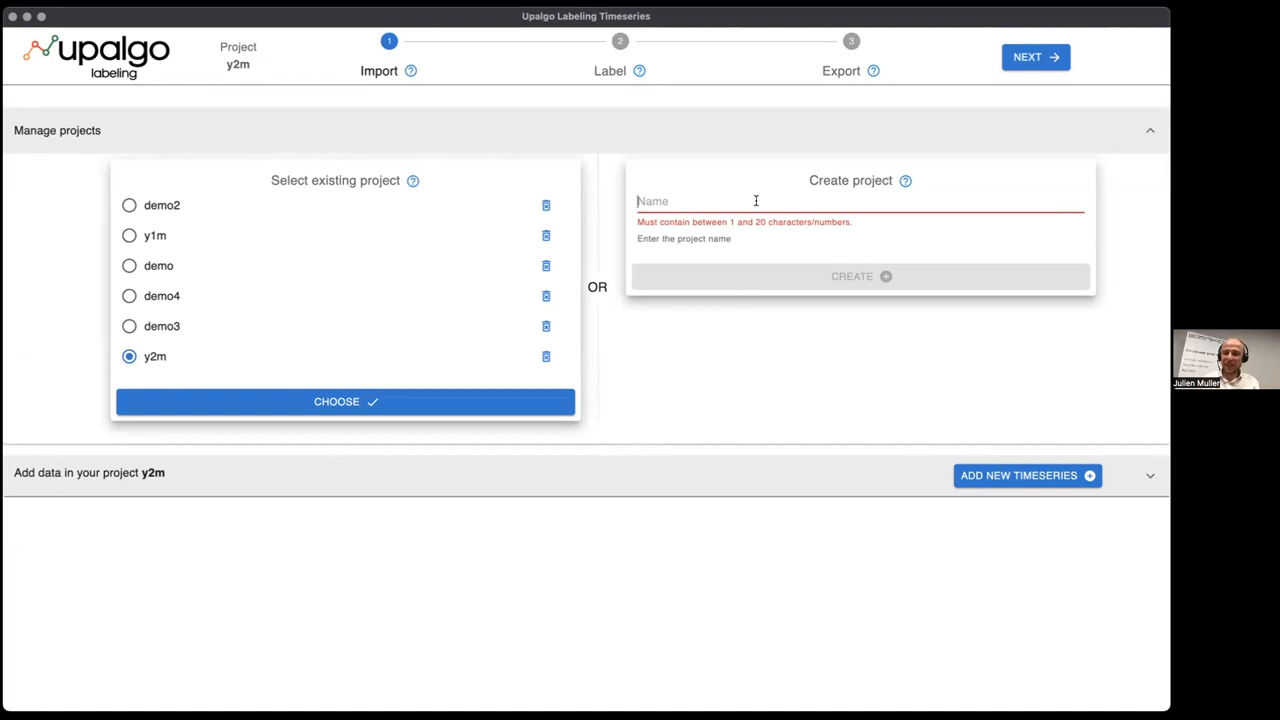 Upalgo Labeling Timeseries
upalgo
labeling
Project
y2m
1
2
3
Import ?
Label ?
Export ?
NEXT
Manage projects
Select existing project ?
demo2
y1m
demo
demo4
demo3
y2m
CHOOSE
OR
Create project ?
Name
Must contain between 1 and 20 characters/numbers.
Enter the project name
CREATE
Add data in your project y2m
ADD NEW TIMESERIES
Julien Muller